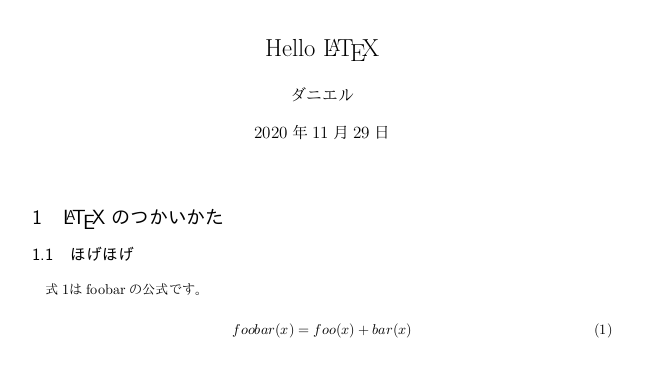 Hello LATEX
ダニエル
2020 年 11 月 29 日
1 LATEX のつかいかた
1.1 ほげほげ
式 1は foobar の公式です。
foobar(x) = foo(x) + bar(x) (1)